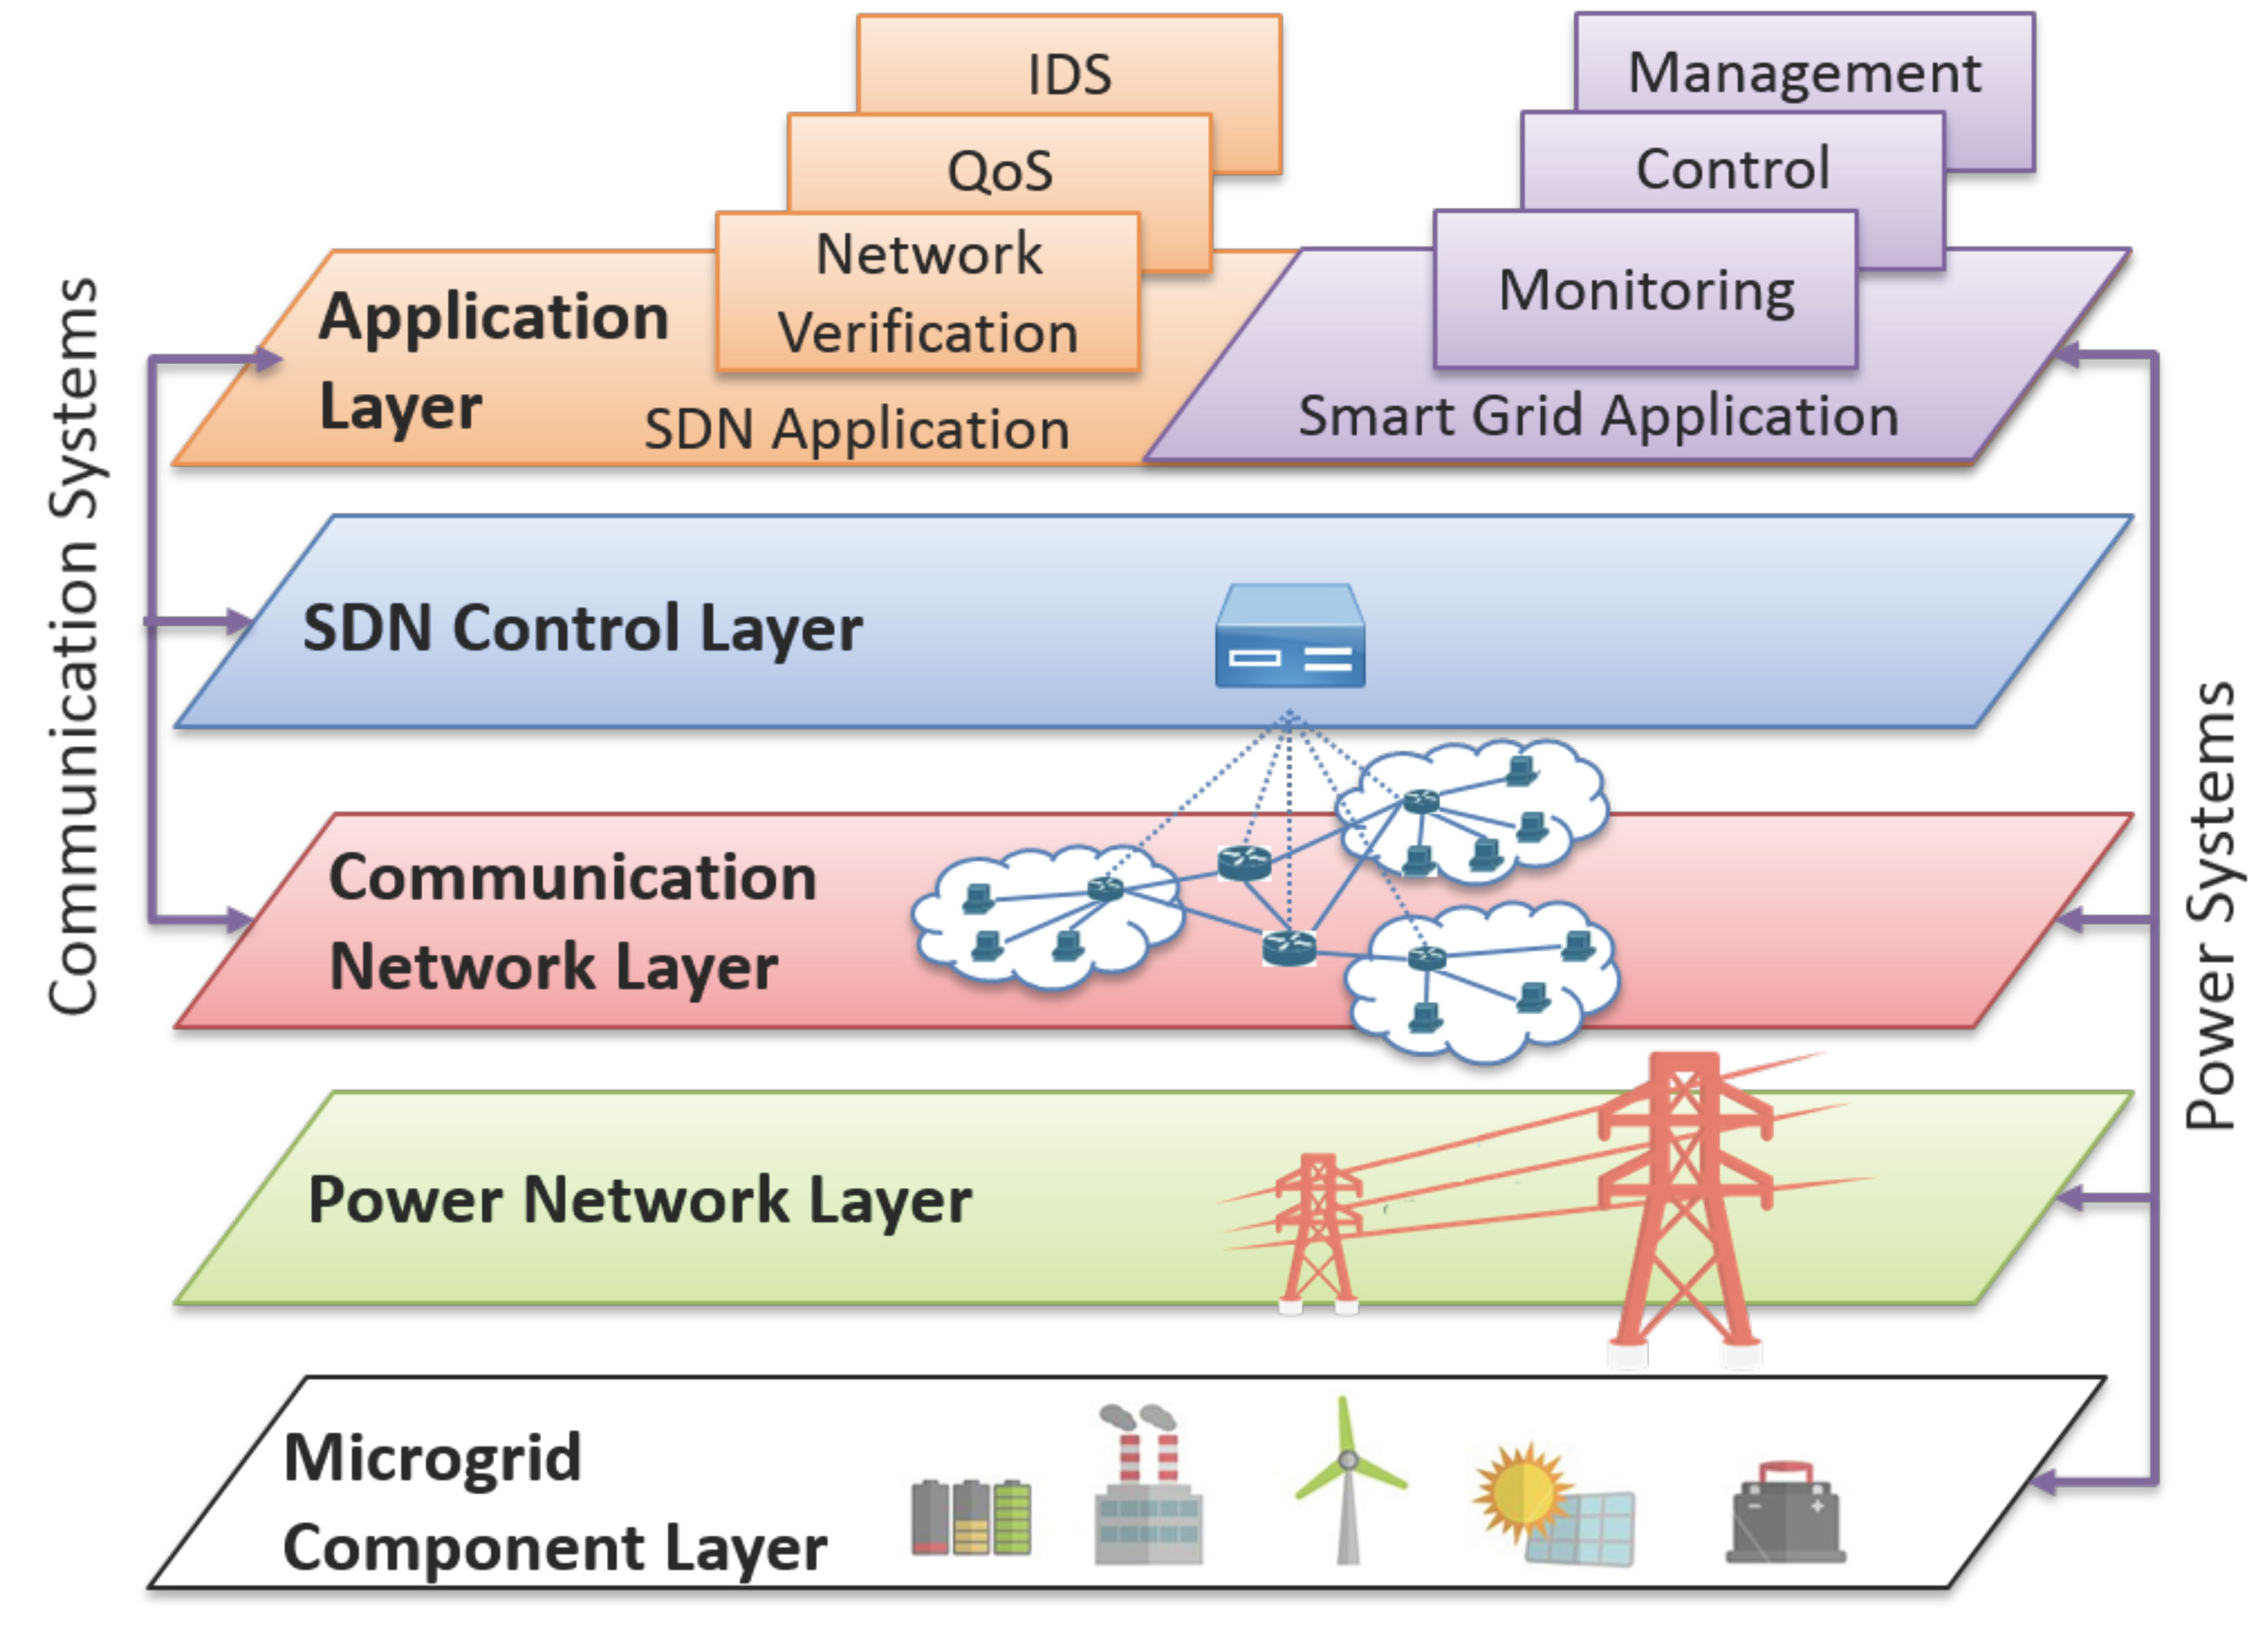 IDS
QoS
Network
Verification
Management
Control
Monitoring
Application
Layer
SDN Application
Smart Grid Application
SDN Control Layer
Communication
Network Layer
Power Network Layer
Microgrid
Component Layer
Communication Systems
Power Systems